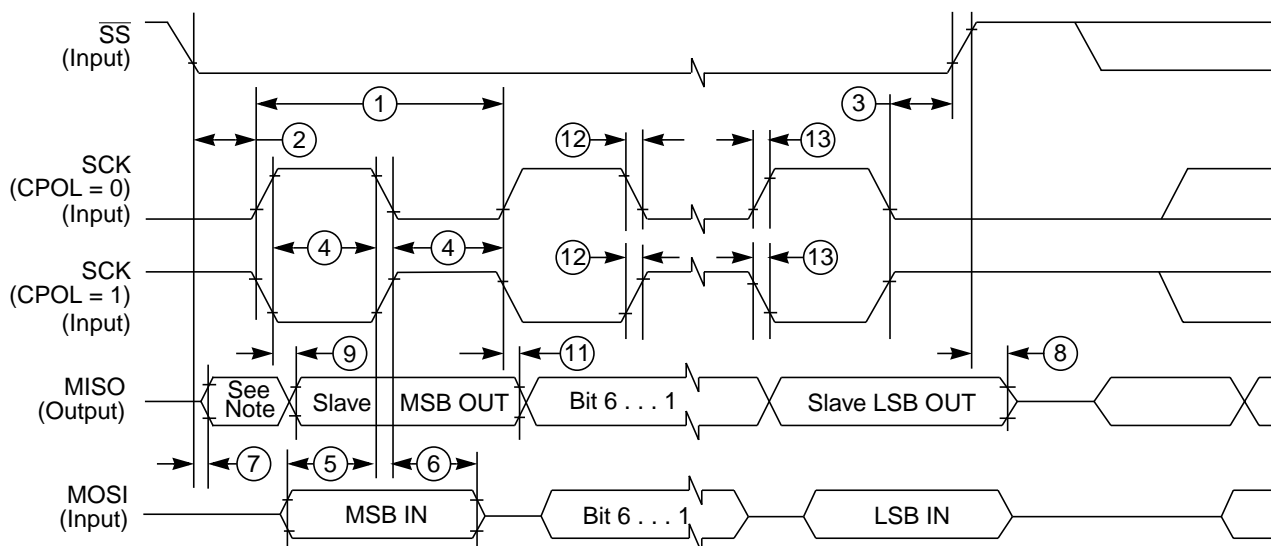 SS
(Input)
1
3
2
12
13
SCK
(CPOL = 0)
(Input)
4
4
SCK
(CPOL = 1)
(Input)
12
13
9
11
8
MISO
(Output)
See
Note
Slave
MSB OUT
Bit 6 . . . 1
Slave LSB OUT
7
5
6
MOSI
(Input)
MSB IN
Bit 6 . . . 1
LSB IN